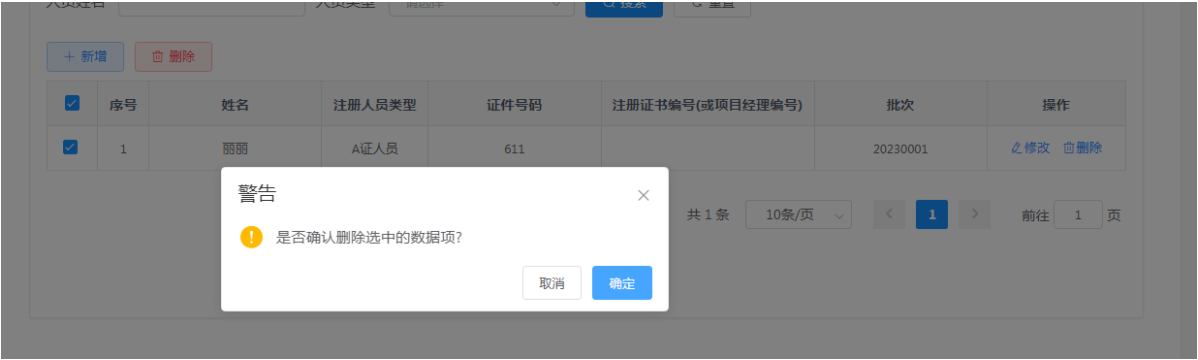 人员姓名 人员类型 请选择 搜索 重置
+ 新增 删除
序号 姓名 注册人员类型 证件号码 注册证书编号(或项目经理编号) 批次 操作
1 丽丽 A证人员 611 20230001 修改 删除
警告
是否确认删除选中的数据项?
取消 确定
共 1 条 10条/页 < 1 > 前往 1 页